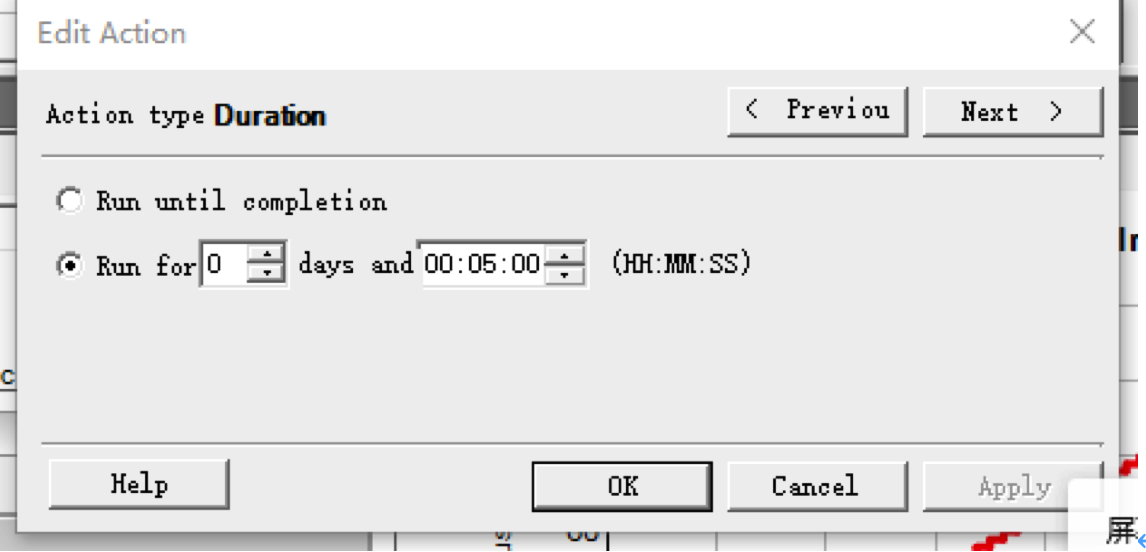 Edit Action
Action type Duration
< Previou
Next >
Run until completion
Run for 0 days and 00:05:00 (HH:MM:SS)
Help
OK
Cancel
Apply
屏